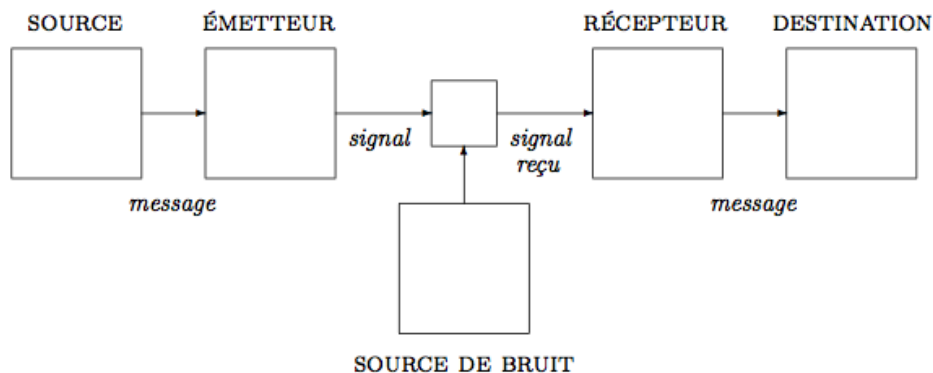 SOURCE
ÉMETTEUR
RÉCEPTEUR
DESTINATION
signal
signal
reçu
message
message
SOURCE DE BRUIT